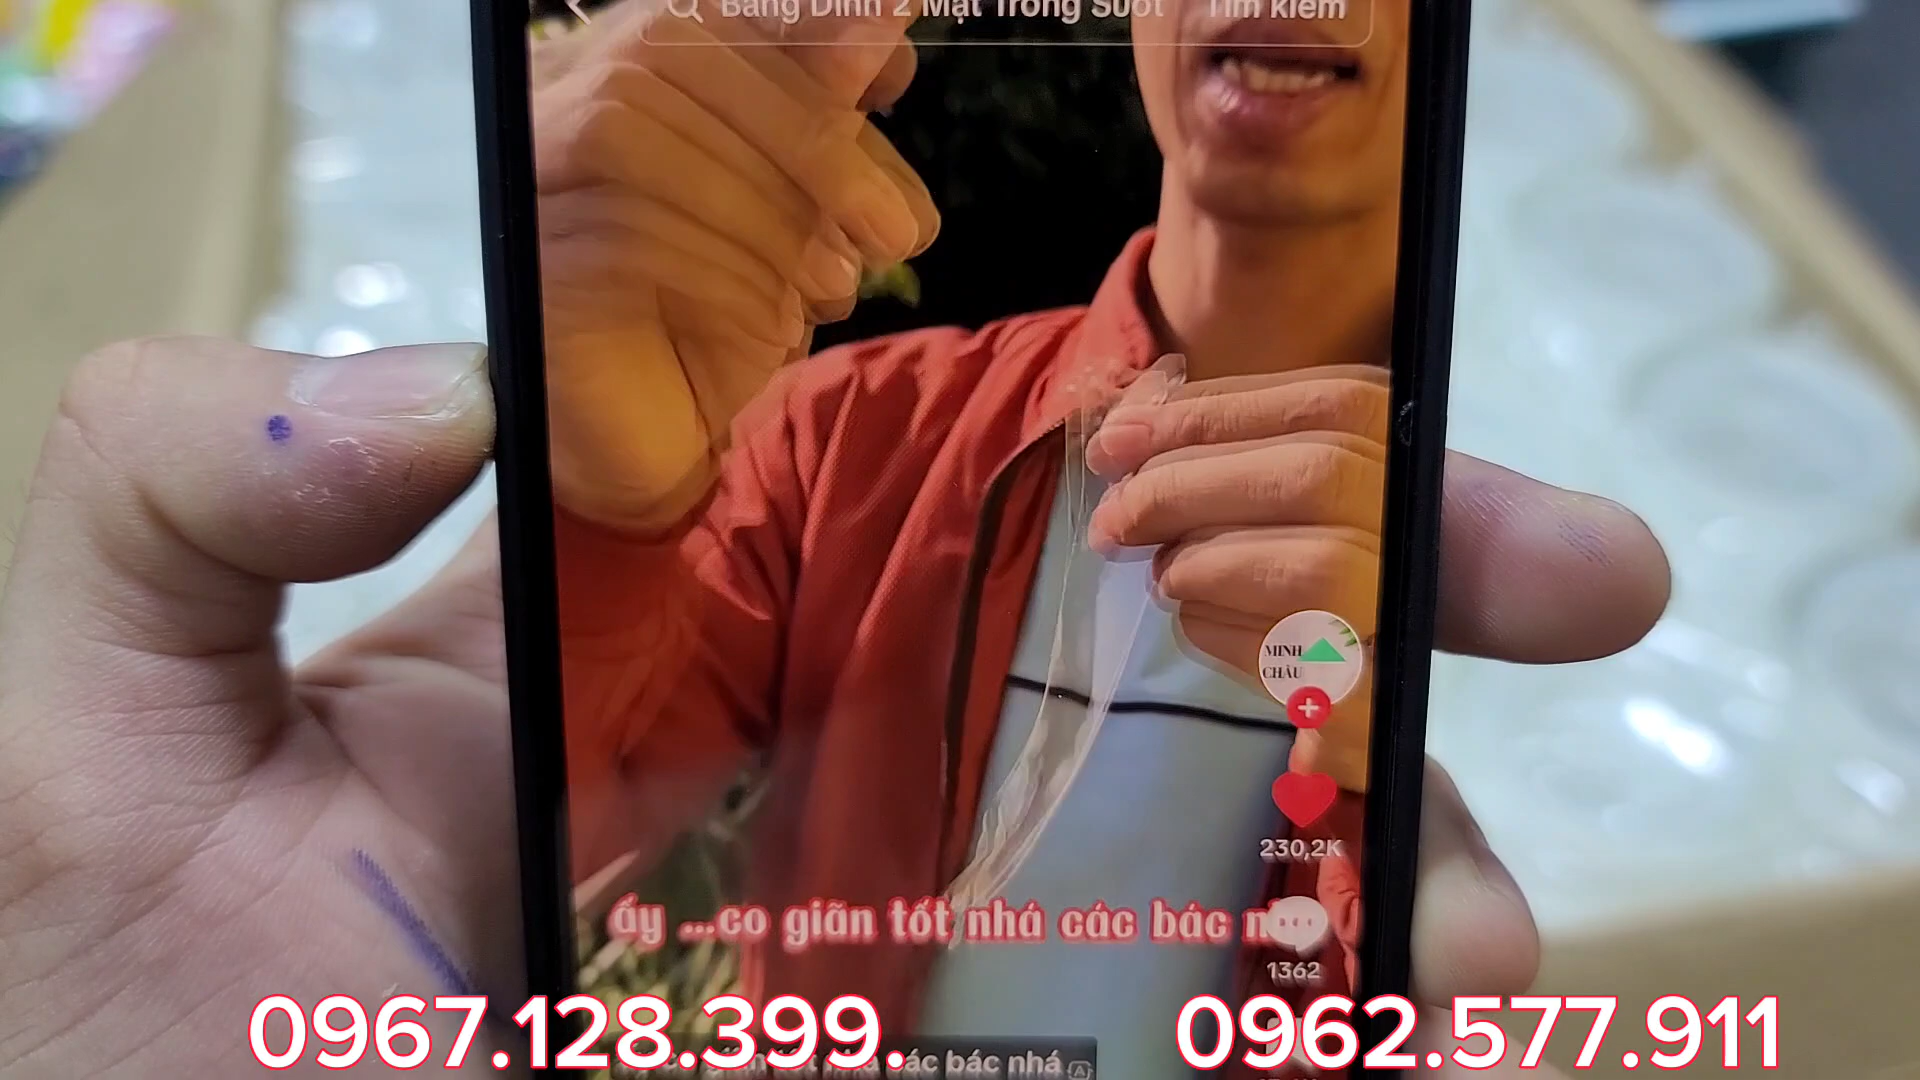 Băng Dính 2 Mặt Trong Suốt Tìm kiếm
MINH
CHÂU
230,2K
ấy ...co giãn tốt nhá các bác
1362
0967.128.399. 0962.577.911
các bác nhá